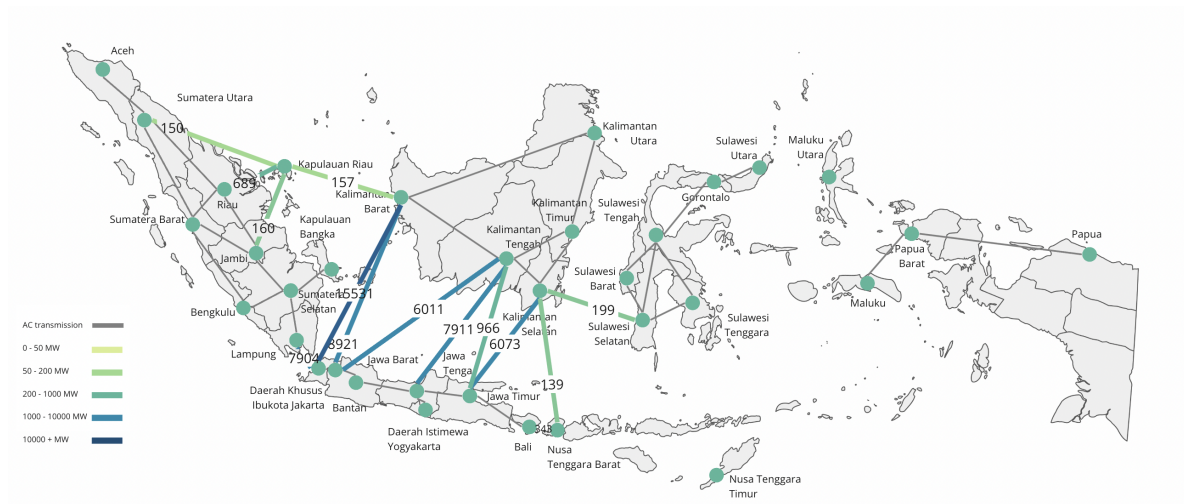 Aceh
Sumatera Utara
150
Kapulauan Riau
689
Riau
157
Kalimantan
Barat
Kalimantan
Utara
Sulawesi
Utara
Maluku
Utara
Gorontalo
Sumatera Barat
160
Kapulauan
Bangka
Kalimantan
Timur
Sulawesi
Tengah
Kalimantan
Tengah
Jambi
Papua
Barat
Papua
Maluku
Sulawesi
Barat
Sumatera
Selatan
15531
Bengkulu
6011
199
Kalimantan
Selatan
Sulawesi
Selatan
Sulawesi
Tenggara
7911
966
6073
8921
7904
Lampung
Jawa Barat
Jawa
Tenga
139
Daerah Khusus
Ibukota Jakarta
Bantan
Jawa Timur
Daerah Istimewa
Yogyakarta
Bali
343
Nusa
Tenggara Barat
Nusa Tenggara
Timur
AC transmission
0 - 50 MW
50 - 200 MW
200 - 1000 MW
1000 - 10000 MW
10000 + MW